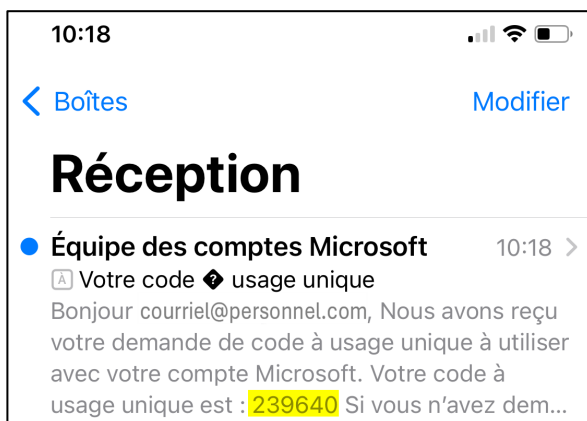 10:18
Boîtes Modifier
Réception
Équipe des comptes Microsoft 10:18
À Votre code � usage unique
Bonjour courriel@personnel.com, Nous avons reçu
votre demande de code à usage unique à utiliser
avec votre compte Microsoft. Votre code à
usage unique est : 239640 Si vous n’avez dem...